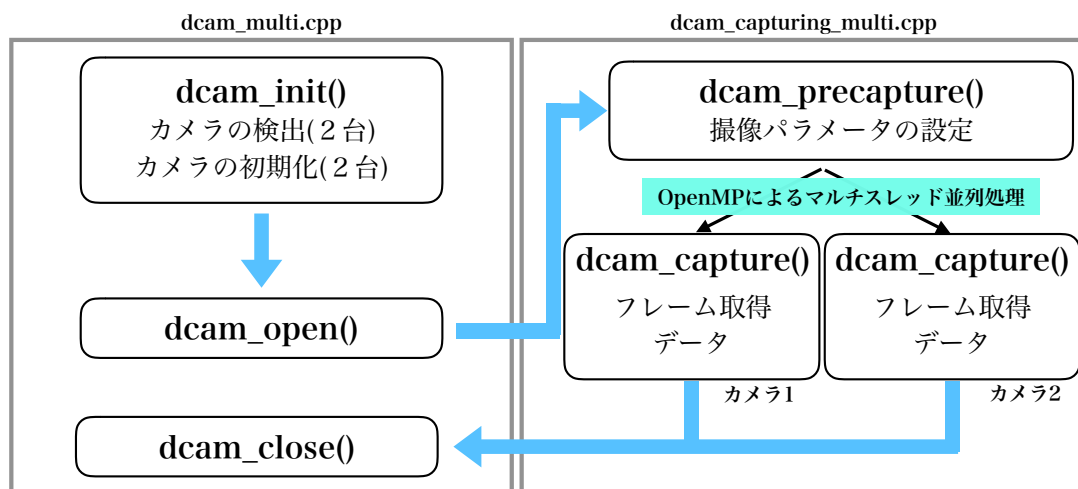 dcam_multi.cpp
dcam_init()
カメラの検出(２台)
カメラの初期化(２台)
dcam_open()
dcam_close()
dcam_capturing_multi.cpp
dcam_precapture()
撮像パラメータの設定
OpenMPによるマルチスレッド並列処理
dcam_capture()
フレーム取得
データ
カメラ1
dcam_capture()
フレーム取得
データ
カメラ2